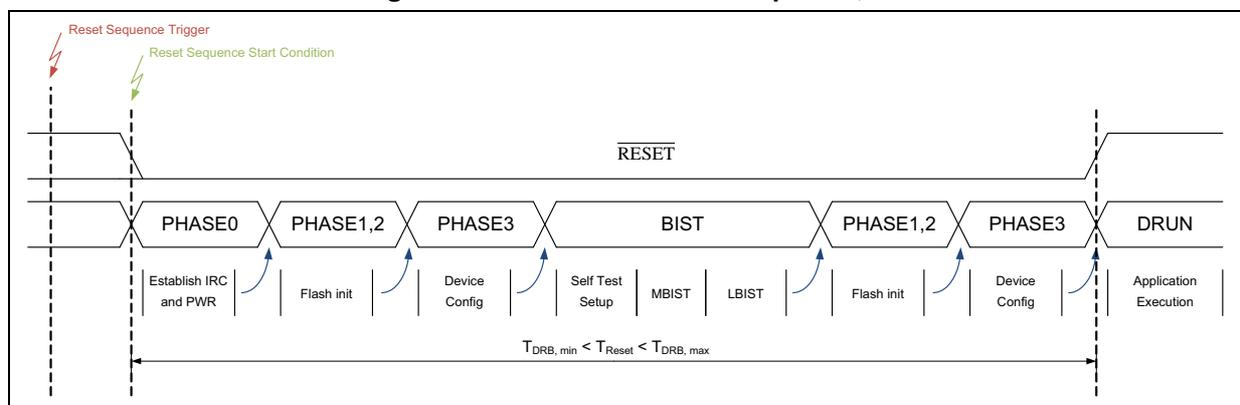 Reset Sequence Trigger
Reset Sequence Start Condition
RESET
PHASE0 PHASE1,2 PHASE3 BIST PHASE1,2 PHASE3 DRUN
Establish IRC and PWR
Flash init
Device Config
Self Test Setup
MBIST
LBIST
Flash init
Device Config
Application Execution
TDRB, min < TReset < TDRB, max